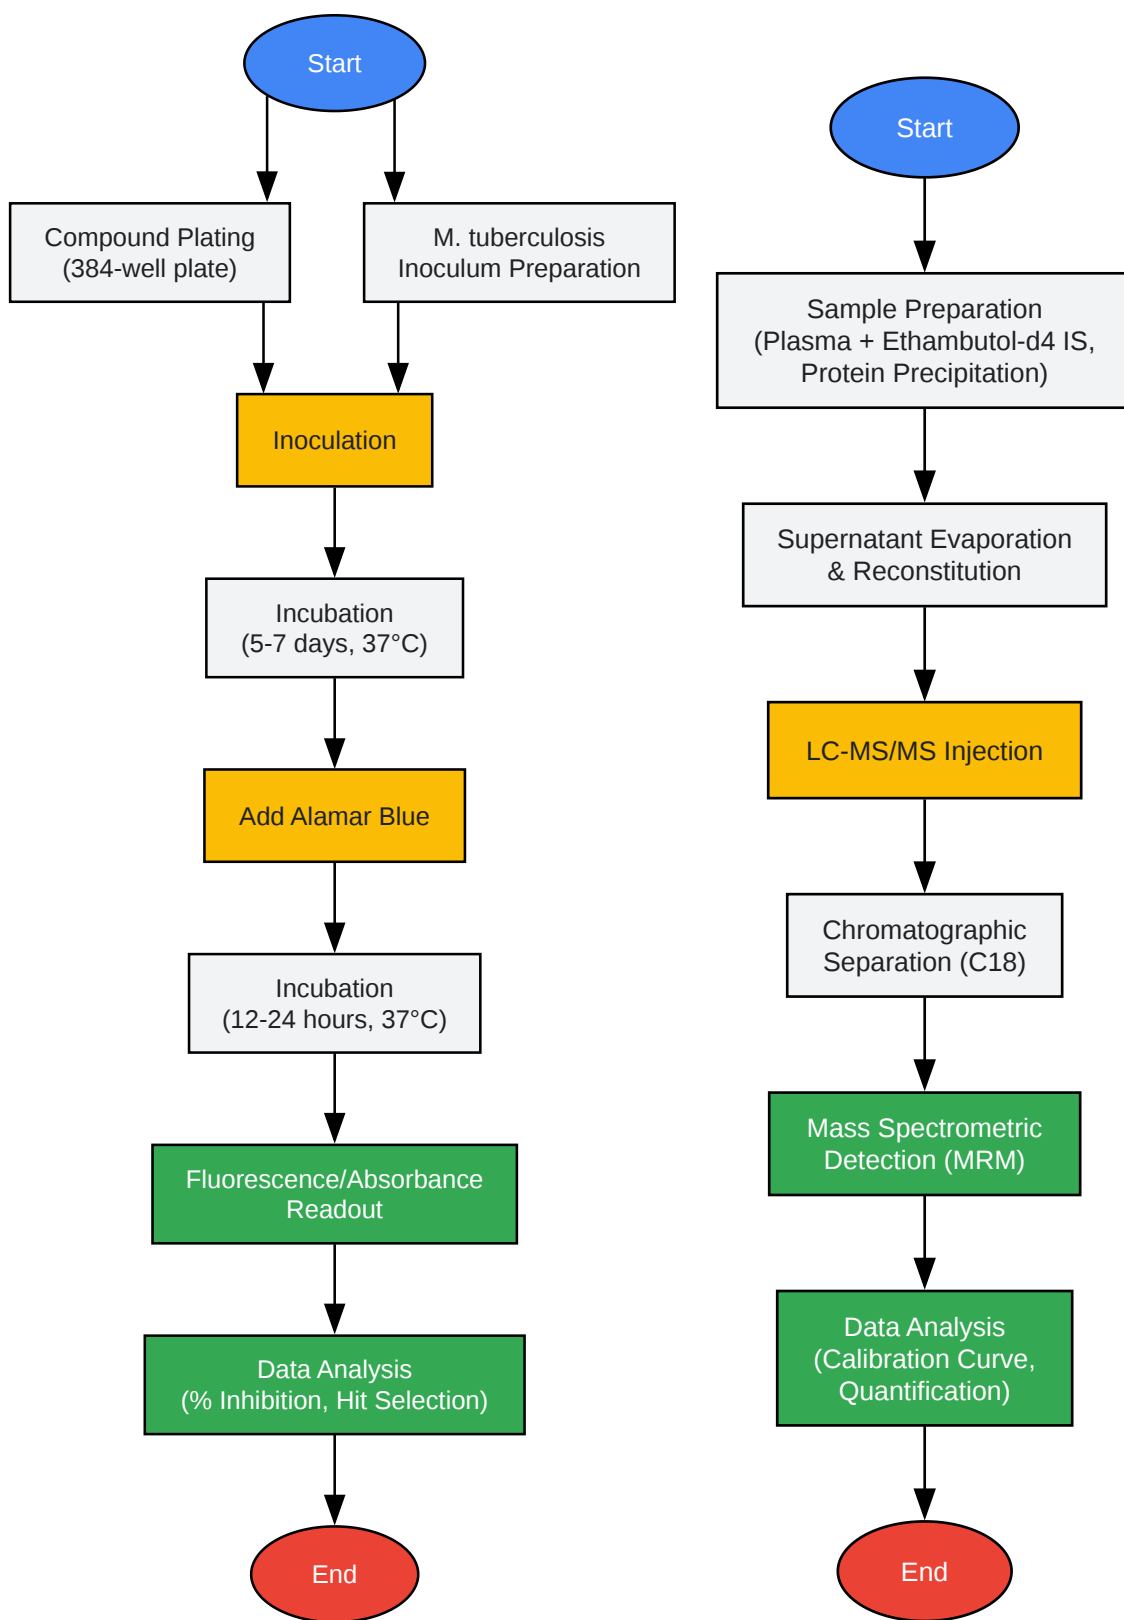 Start
Compound Plating
(384-well plate)
M. tuberculosis
Inoculum Preparation
Inoculation
Incubation
(5-7 days, 37°C)
Add Alamar Blue
Incubation
(12-24 hours, 37°C)
Fluorescence/Absorbance
Readout
Data Analysis
(% Inhibition, Hit Selection)
End
Start
Sample Preparation
(Plasma + Ethambutol-d4 IS,
Protein Precipitation)
Supernatant Evaporation
& Reconstitution
LC-MS/MS Injection
Chromatographic
Separation (C18)
Mass Spectrometric
Detection (MRM)
Data Analysis
(Calibration Curve,
Quantification)
End